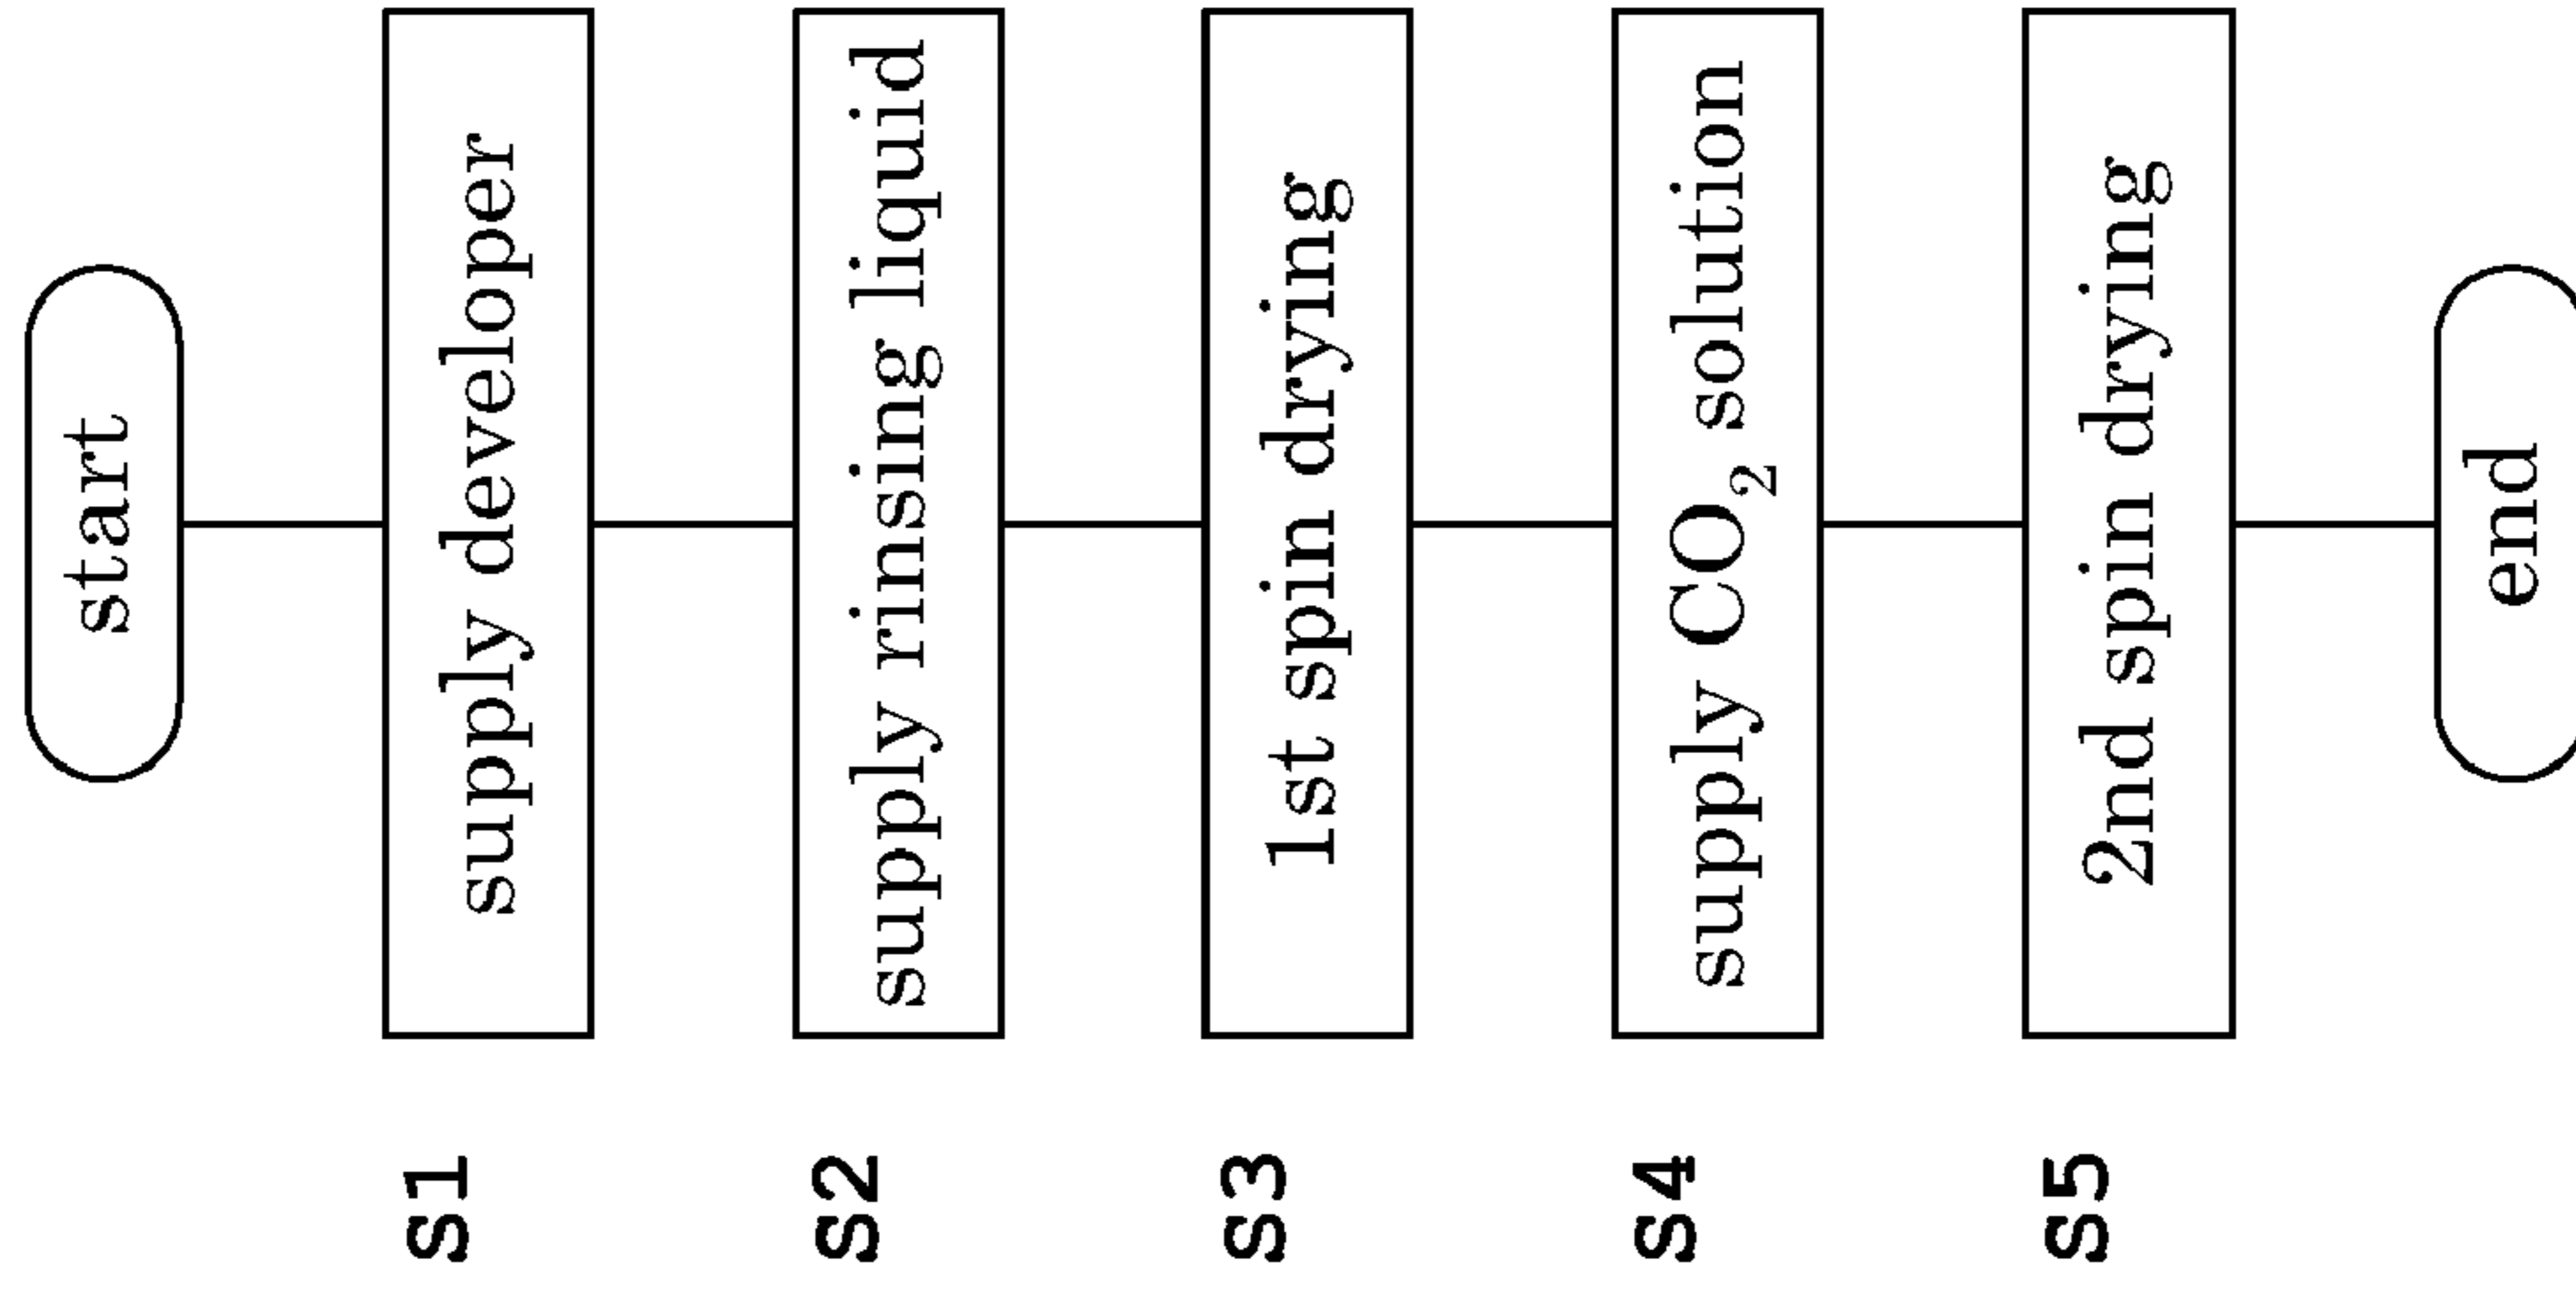 start
S1 supply developer
S2 supply rinsing liquid
S3 1st spin drying
S4 supply CO₂ solution
S5 2nd spin drying
end